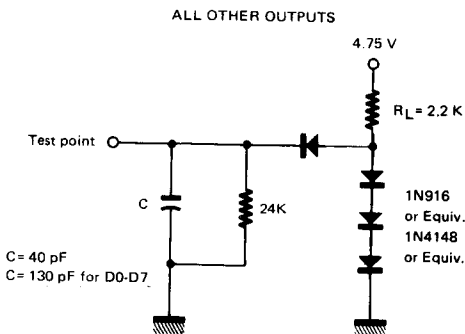 ALL OTHER OUTPUTS
4.75 V
RL = 2.2 K
Test point
C
24K
1N916
or Equiv.
1N4148
or Equiv.
C= 40 pF
C= 130 pF for D0-D7